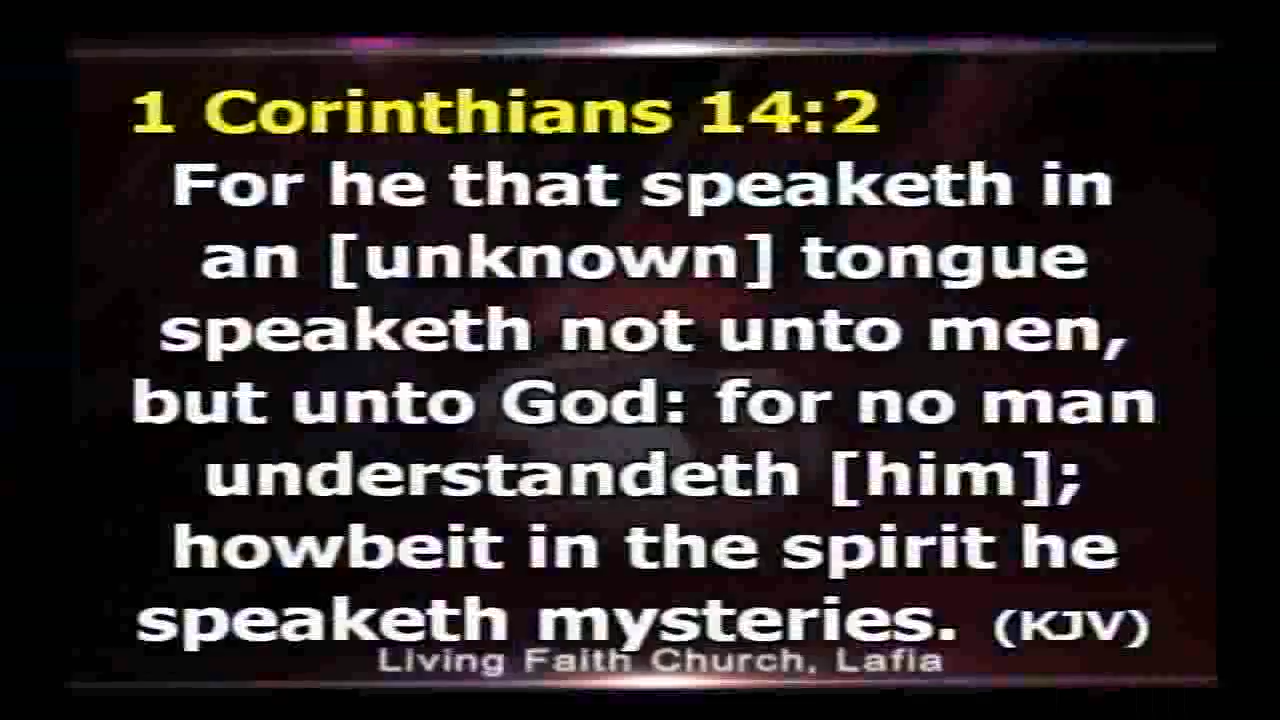 1 Corinthians 14:2
For he that speaketh in
an [unknown] tongue
speaketh not unto men,
but unto God: for no man
understandeth [him];
howbeit in the spirit he
speaketh mysteries. (KJV)
Living Faith Church, Lafia